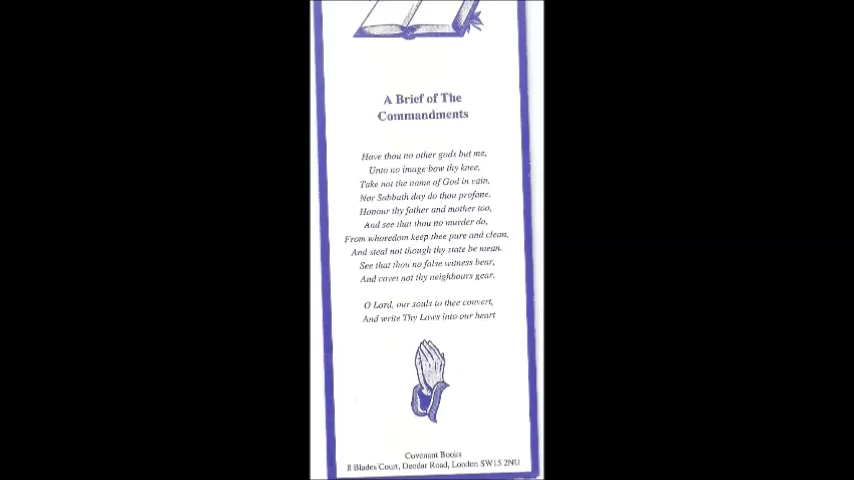 A Brief of The
Commandments
Have thou no other gods but me,
Unto no image bow thy knee,
Take not the name of God in vain,
Nor Sabbath day do thou profane.
Honour thy father and mother too,
And see that thou no murder do,
From whoredom keep thee pure and clean,
And steal not though thy state be mean.
See that thou no false witness bear,
And covet not thy neighbours gear,
O Lord, our souls to thee convert,
And write Thy Laws into our heart
Covenant Books
8 Blades Court, Deodar Road, London SW15 2NU